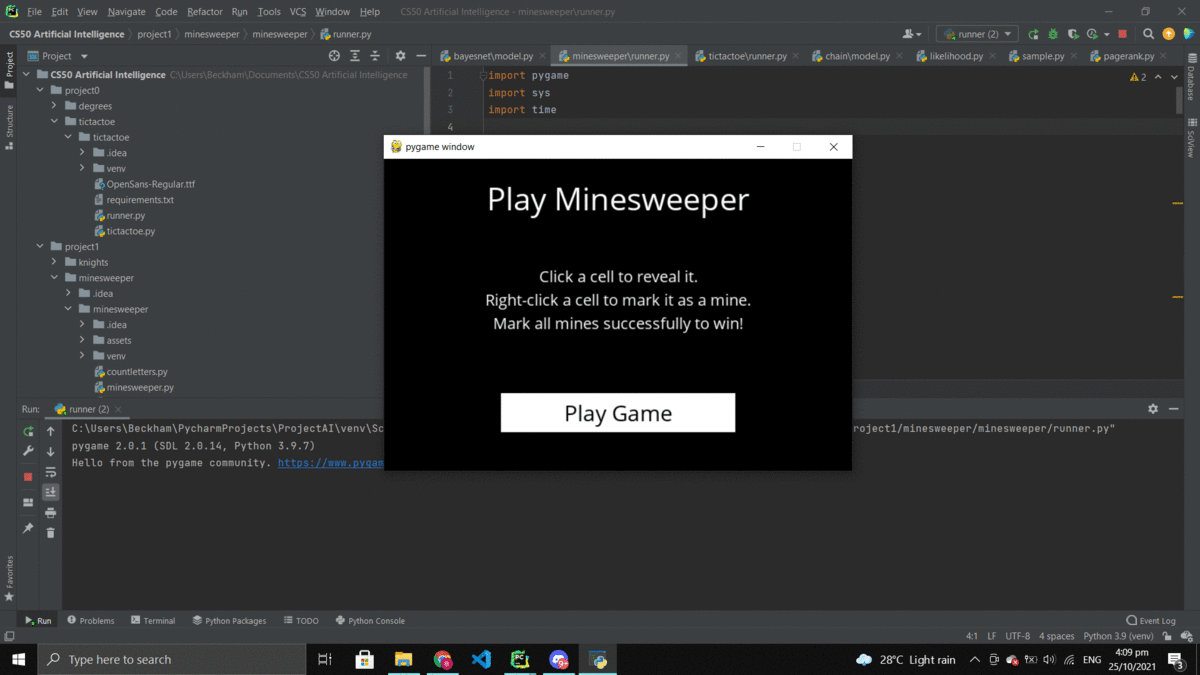 File Edit View Navigate Code Refactor Run Tools VCS Window Help CS50 Artificial Intelligence - minesweeper\runner.py
CS50 Artificial Intelligence project1 minesweeper minesweeper runner.py runner (2)
Project
Structure
Favorites
Database
SciView
Project
CS50 Artificial Intelligence C:\Users\Beckham\Documents\CS50 Artificial Intelligence
project0
degrees
tictactoe
tictactoe
.idea
venv
OpenSans-Regular.ttf
requirements.txt
runner.py
tictactoe.py
project1
knights
minesweeper
.idea
minesweeper
.idea
assets
venv
countletters.py
minesweeper.py
bayesnet\model.py minesweeper\runner.py tictactoe\runner.py chain\model.py likelihood.py sample.py pagerank.py
1 import pygame
2 import sys
3 import time
4
2
pygame window
Play Minesweeper
Click a cell to reveal it.
Right-click a cell to mark it as a mine.
Mark all mines successfully to win!
Play Game
Run: runner (2)
C:\Users\Beckham\PycharmProjects\ProjectAI\venv\Sc roject1/minesweeper/minesweeper/runner.py"
pygame 2.0.1 (SDL 2.0.14, Python 3.9.7)
Hello from the pygame community. https://www.pygam
Run Problems Terminal Python Packages TODO Python Console Event Log
4:1 LF UTF-8 4 spaces Python 3.9 (venv)
Type here to search
28°C Light rain ENG
4:09 pm
25/10/2021
3